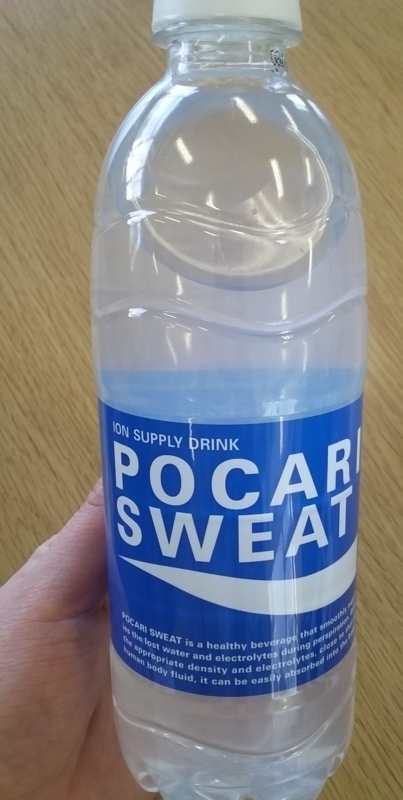 ION SUPPLY DRINK
POCARI
SWEAT
POCARI SWEAT is a healthy beverage that smoothly
the lost water and electrolytes during perspiration
the appropriate density and electrolytes, close to
human body fluid, it can be easily absorbed into the